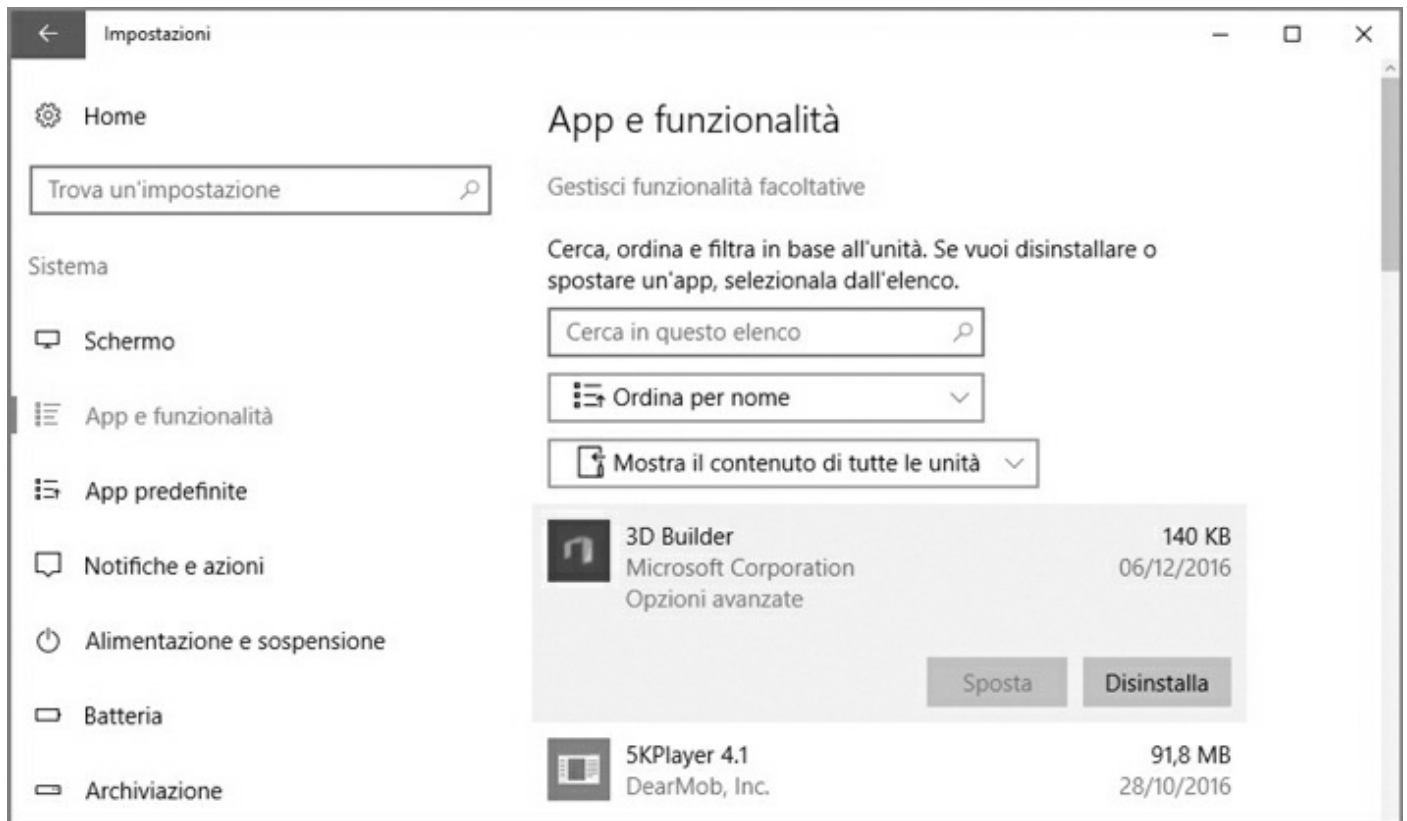 Impostazioni
Home
Trova un'impostazione
Sistema
Schermo
App e funzionalità
App predefinite
Notifiche e azioni
Alimentazione e sospensione
Batteria
Archiviazione
App e funzionalità
Gestisci funzionalità facoltative
Cerca, ordina e filtra in base all'unità. Se vuoi disinstallare o
spostare un'app, selezionala dall'elenco.
Cerca in questo elenco
Ordina per nome
Mostra il contenuto di tutte le unità
3D Builder 140 KB
Microsoft Corporation 06/12/2016
Opzioni avanzate
Sposta Disinstalla
5KPlayer 4.1 91,8 MB
DearMob, Inc. 28/10/2016